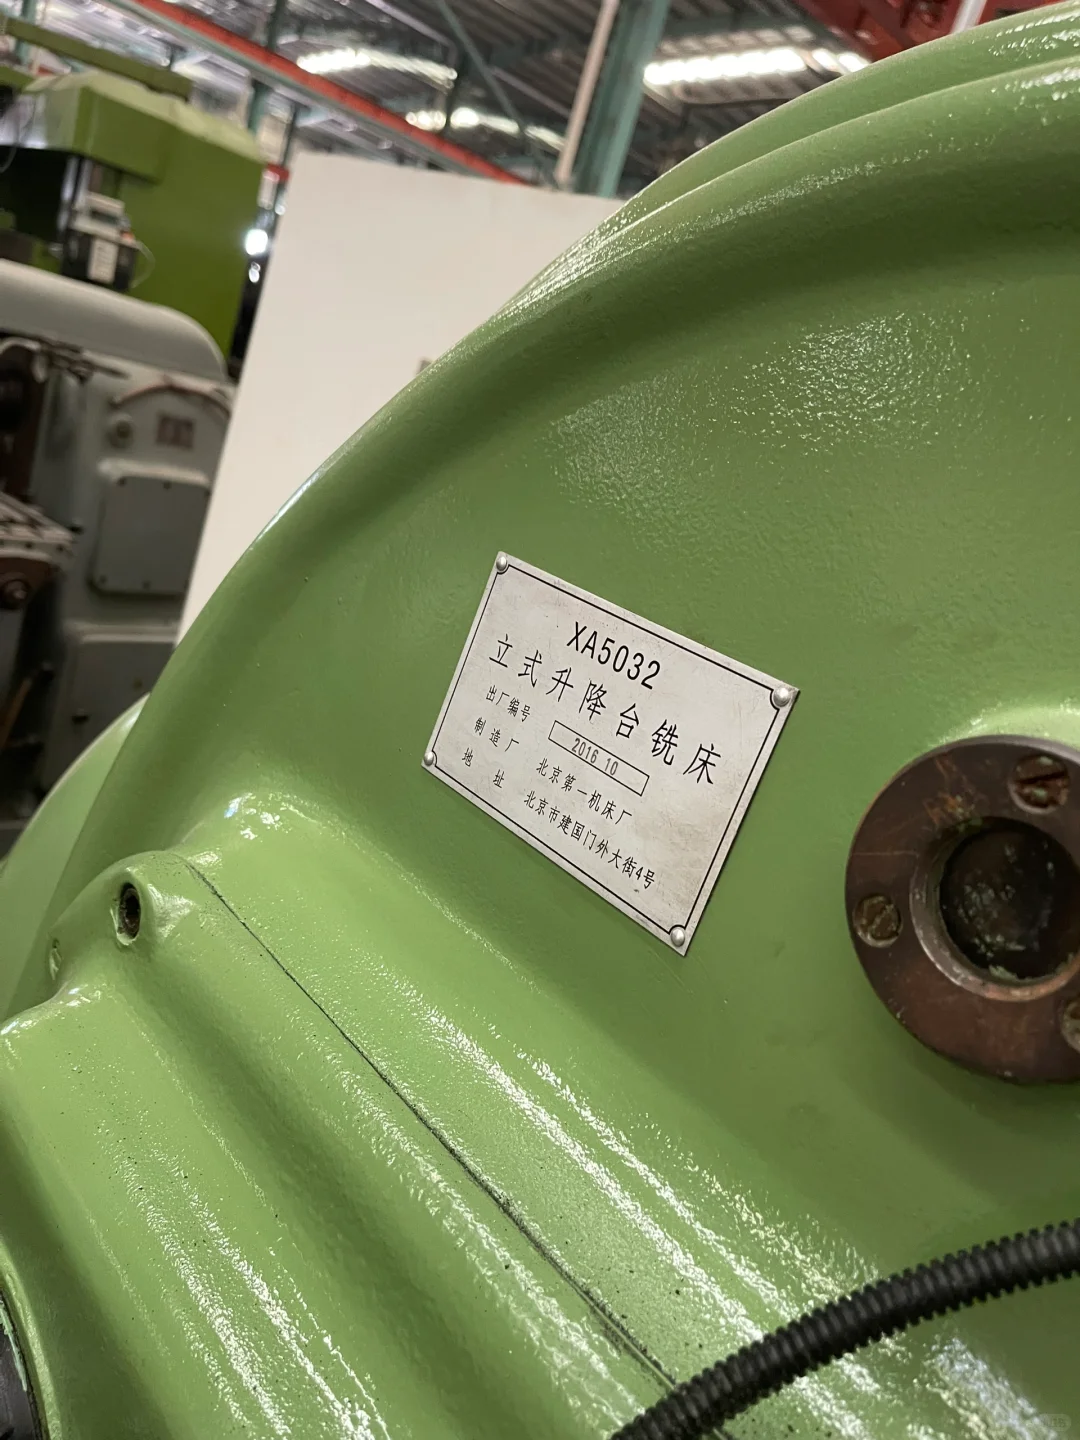 XA5032
立式升降台铣床
出厂编号 2016 10
制造厂 北京第一机床厂
地址 北京市建国门外大街4号